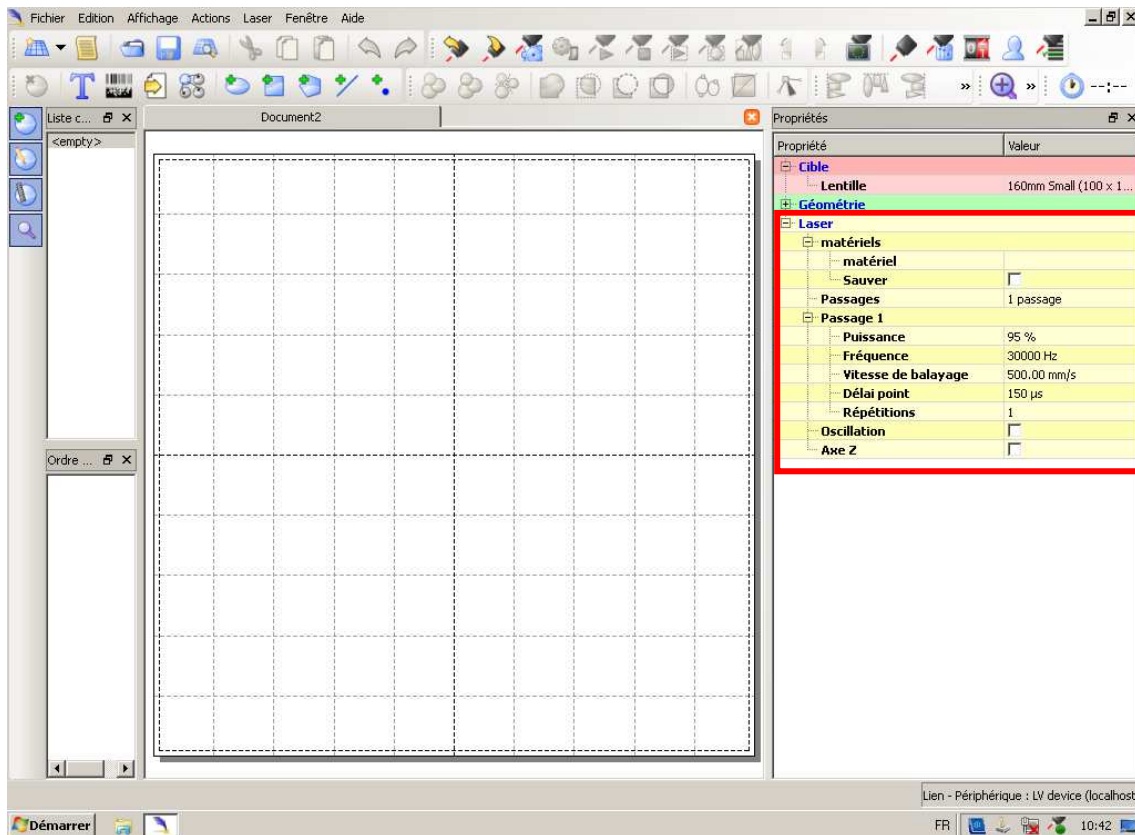 Fichier Edition Affichage Actions Laser Fenêtre Aide
T
--:--
Liste c...
Document2
Propriétés
<empty>
Propriété Valeur
Cible
Lentille 160mm Small (100 x 1...
Géométrie
Laser
matériels
matériel
Sauver
Passages 1 passage
Passage 1
Puissance 95 %
Fréquence 30000 Hz
Vitesse de balayage 500.00 mm/s
Délai point 150 µs
Répétitions 1
Oscillation
Axe Z
Ordre ...
Lien - Périphérique : LV device (localhost
Démarrer FR 10:42